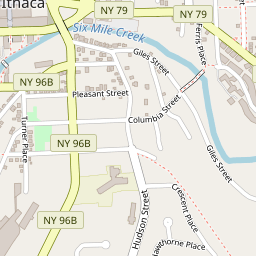 Ithaca
NY 79
NY 79
Six Mile Creek
Giles Street
Ferris Place
NY 96B
Pleasant Street
Columbia Street
Turner Place
NY 96B
Giles Street
Hudson Street
Crescent Place
NY 96B
Hawthorne Place